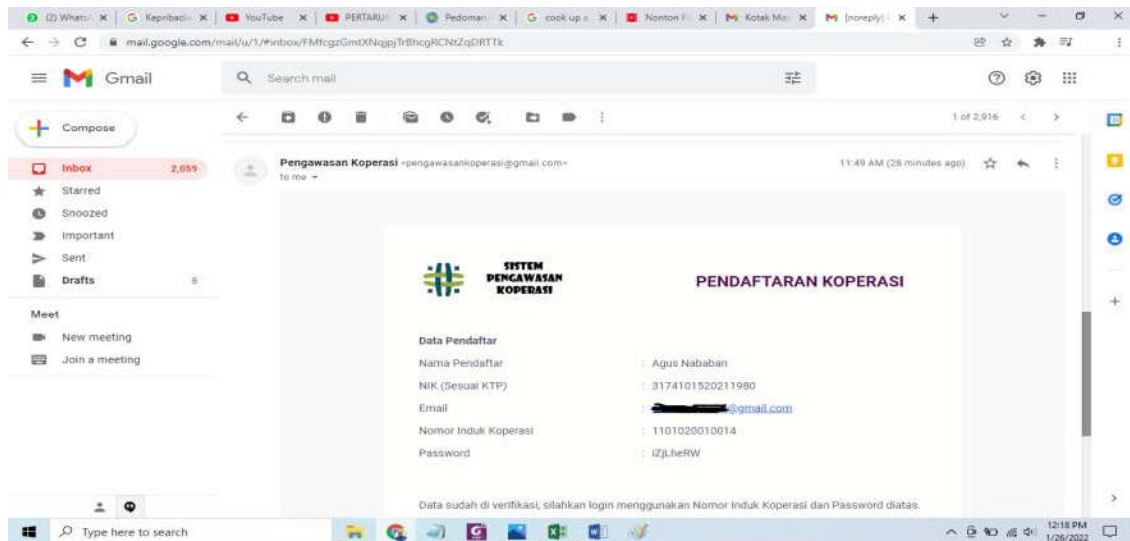 (2) Whats
Kepribadi
YouTube
PERTARU
Pedoman
cook up
Nonton
Kotak Ma
[noreply]
mail.google.com/mail/u/1/#inbox/FMfcgzGmtXNqjpjTrBhcgRCNtZqDRTTk
Gmail
Search mail
Compose
1 of 2,916
Inbox 2,059
Starred
Snoozed
Important
Sent
Drafts 8
Meet
New meeting
Join a meeting
Pengawasan Koperasi <pengawasankoperasi@gmail.com>
to me
11:49 AM (28 minutes ago)
SISTEM
PENGAWASAN
KOPERASI
PENDAFTARAN KOPERASI
Data Pendaftar
Nama Pendaftar : Agus Nababan
NIK (Sesuai KTP) : 3174101520211980
Email : @gmail.com
Nomor Induk Koperasi : 1101020010014
Password : iZjLheRW
Data sudah di verifikasi, silahkan login menggunakan Nomor Induk Koperasi dan Password diatas.
Type here to search
12:18 PM
1/26/2022